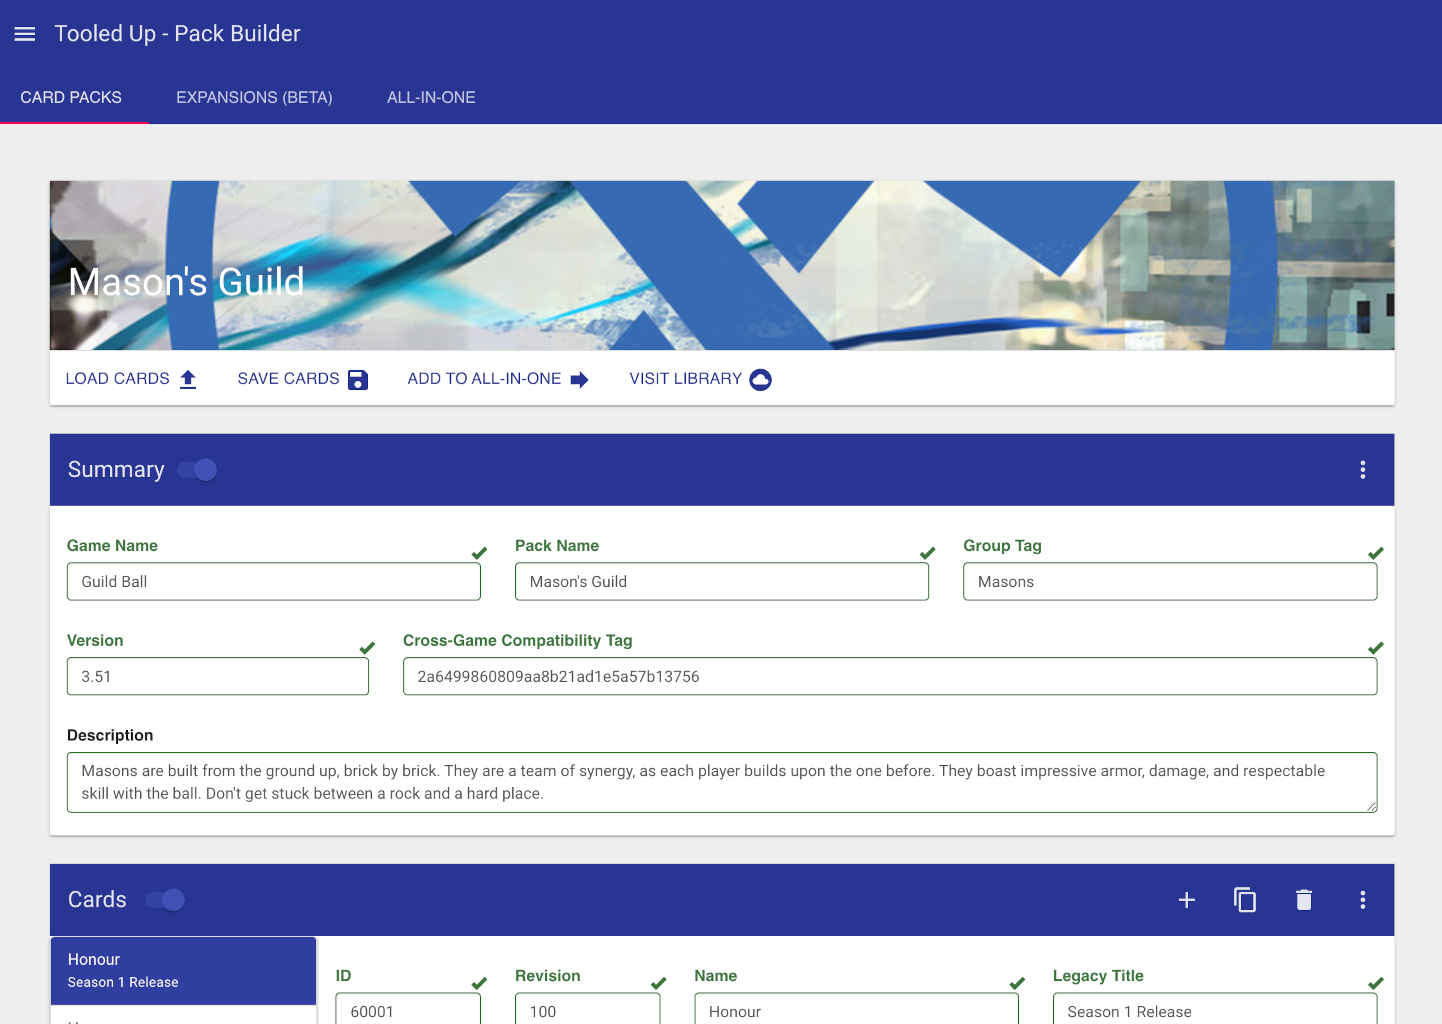 Tooled Up - Pack Builder
CARD PACKS
EXPANSIONS (BETA)
ALL-IN-ONE
Mason's Guild
LOAD CARDS
SAVE CARDS
ADD TO ALL-IN-ONE
VISIT LIBRARY
Summary
Game Name
Pack Name
Group Tag
Guild Ball
Mason's Guild
Masons
Version
Cross-Game Compatibility Tag
3.51
2a6499860809aa8b21ad1e5a57b13756
Description
Masons are built from the ground up, brick by brick. They are a team of synergy, as each player builds upon the one before. They boast impressive armor, damage, and respectable
skill with the ball. Don't get stuck between a rock and a hard place.
Cards
Honour
Season 1 Release
ID
Revision
Name
Legacy Title
60001
100
Honour
Season 1 Release